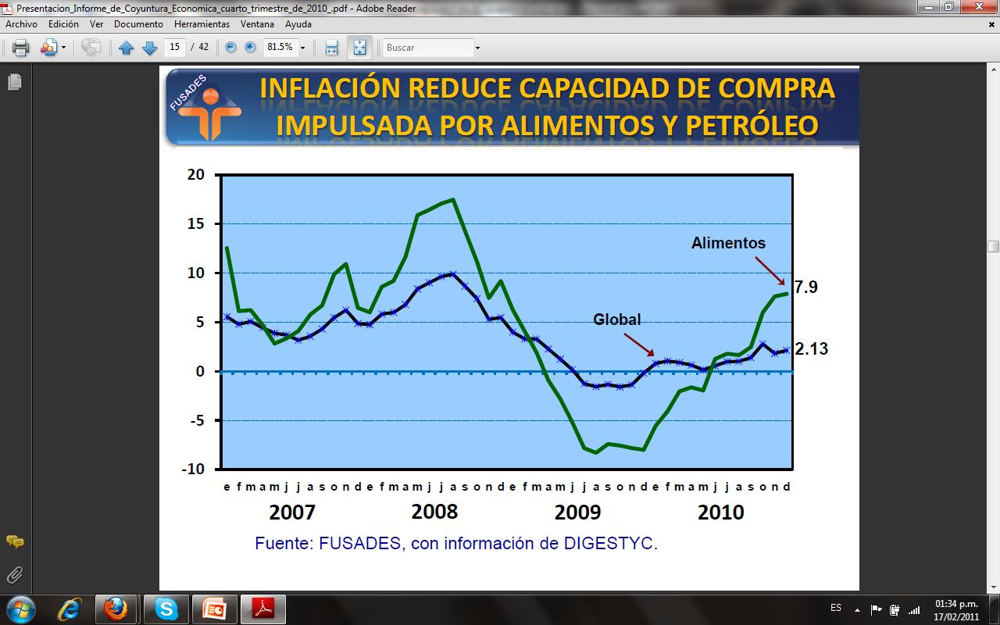 Presentacion_Informe_de_Coyuntura_Economica_cuarto_trimestre_de_2010_.pdf - Adobe Reader
Archivo Edición Ver Documento Herramientas Ventana Ayuda
15 / 42 81.5% Buscar
FUSADES
INFLACIÓN REDUCE CAPACIDAD DE COMPRA
IMPULSADA POR ALIMENTOS Y PETRÓLEO
20
15
10
5
0
-5
-10
Alimentos
7.9
Global
2.13
e f m a m j j a s o n d e f m a m j j a s o n d e f m a m j j a s o n d e f m a m j j a s o n d
2007 2008 2009 2010
Fuente: FUSADES, con información de DIGESTYC.
ES
01:34 p.m.
17/02/2011